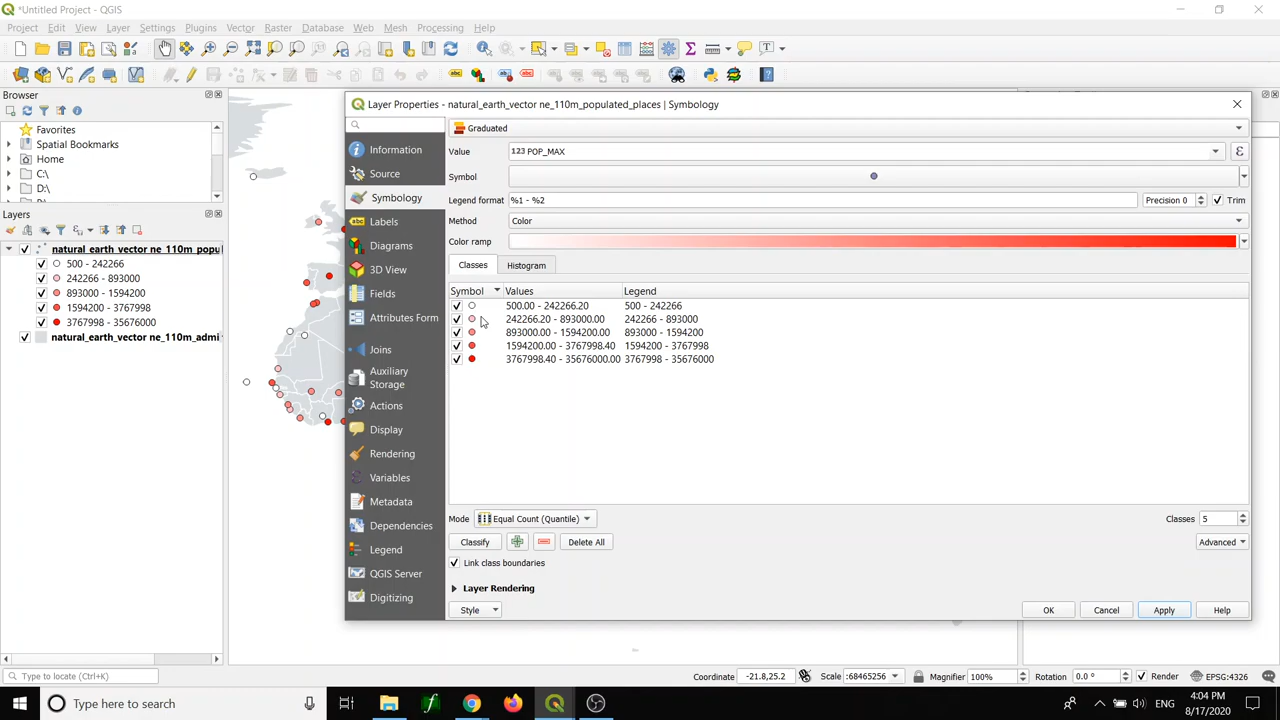 *Untitled Project - QGIS
Project Edit View Layer Settings Plugins Vector Raster Database Web Mesh Processing Help
Browser
Favorites
Spatial Bookmarks
Home
C:\
D:\
Layers
natural_earth_vector ne_110m_popu
500 - 242266
242266 - 893000
893000 - 1594200
1594200 - 3767998
3767998 - 35676000
natural_earth_vector ne_110m_admi
Layer Properties - natural_earth_vector ne_110m_populated_places | Symbology
Information
Source
Symbology
Labels
Diagrams
3D View
Fields
Attributes Form
Joins
Auxiliary
Storage
Actions
Display
Rendering
Variables
Metadata
Dependencies
Legend
QGIS Server
Digitizing
Graduated
Value 123 POP_MAX ε
Symbol
Legend format %1 - %2 Precision 0 Trim
Method Color
Color ramp
Classes Histogram
Symbol Values Legend
500.00 - 242266.20 500 - 242266
242266.20 - 893000.00 242266 - 893000
893000.00 - 1594200.00 893000 - 1594200
1594200.00 - 3767998.40 1594200 - 3767998
3767998.40 - 35676000.00 3767998 - 35676000
Mode Equal Count (Quantile) Classes 5
Classify Delete All Advanced
Link class boundaries
Layer Rendering
Style OK Cancel Apply Help
Type to locate (Ctrl+K) Coordinate -21.8,25.2 Scale :68465256 Magnifier 100% Rotation 0.0 ° Render EPSG:4326
Type here to search
4:04 PM
8/17/2020